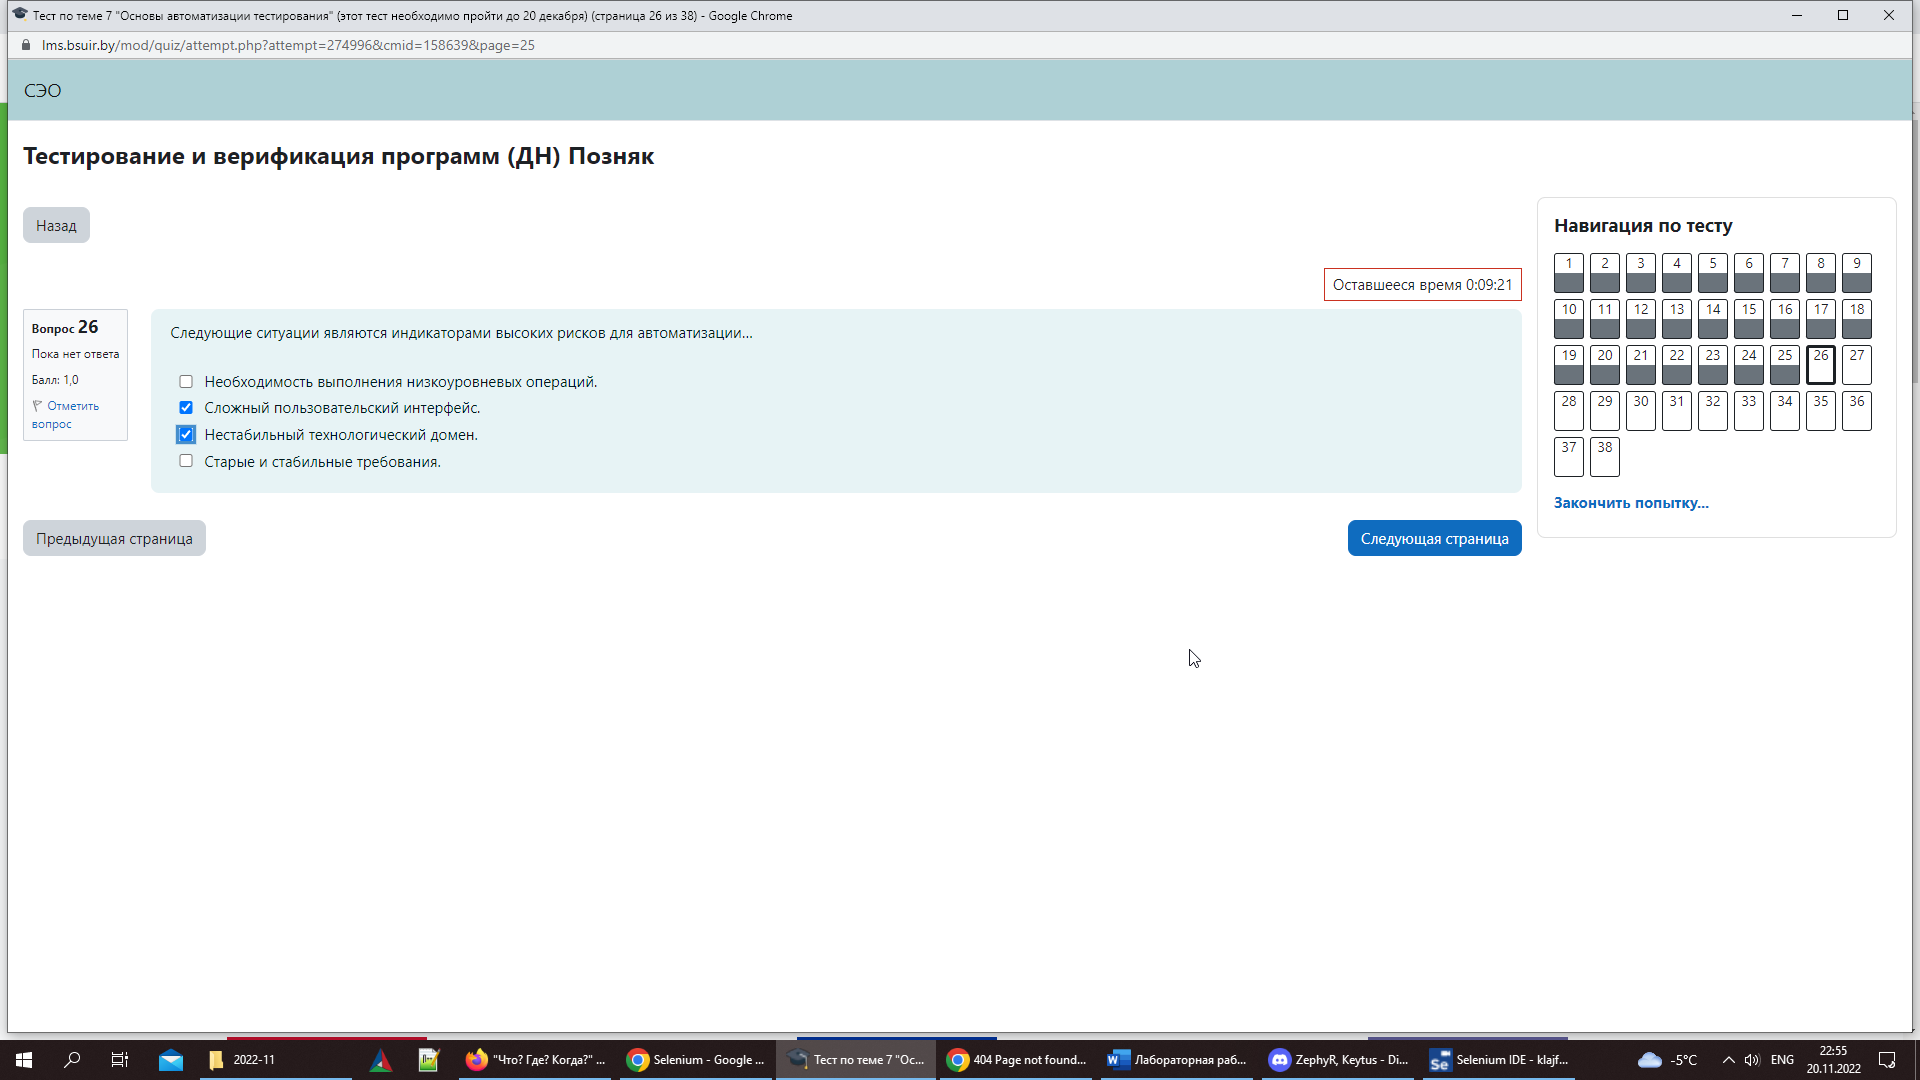 Тест по теме 7 "Основы автоматизации тестирования" (этот тест необходимо пройти до 20 декабря) (страница 26 из 38) - Google Chrome
lms.bsuir.by/mod/quiz/attempt.php?attempt=274996&cmid=158639&page=25
СЭО
Тестирование и верификация программ (ДН) Позняк
Назад
Оставшееся время 0:09:21
Вопрос 26
Пока нет ответа
Балл: 1,0
Отметить
вопрос
Следующие ситуации являются индикаторами высоких рисков для автоматизации...
Необходимость выполнения низкоуровневых операций.
Сложный пользовательский интерфейс.
Нестабильный технологический домен.
Старые и стабильные требования.
Предыдущая страница
Следующая страница
Навигация по тесту
1 2 3 4 5 6 7 8 9
10 11 12 13 14 15 16 17 18
19 20 21 22 23 24 25 26 27
28 29 30 31 32 33 34 35 36
37 38
Закончить попытку...
2022-11
"Что? Где? Когда?" ...
Selenium - Google ...
Тест по теме 7 "Ос...
404 Page not found...
Лабораторная раб...
ZephyR, Keytus - Di...
Selenium IDE - klajf...
-5°C
ENG
22:55
20.11.2022